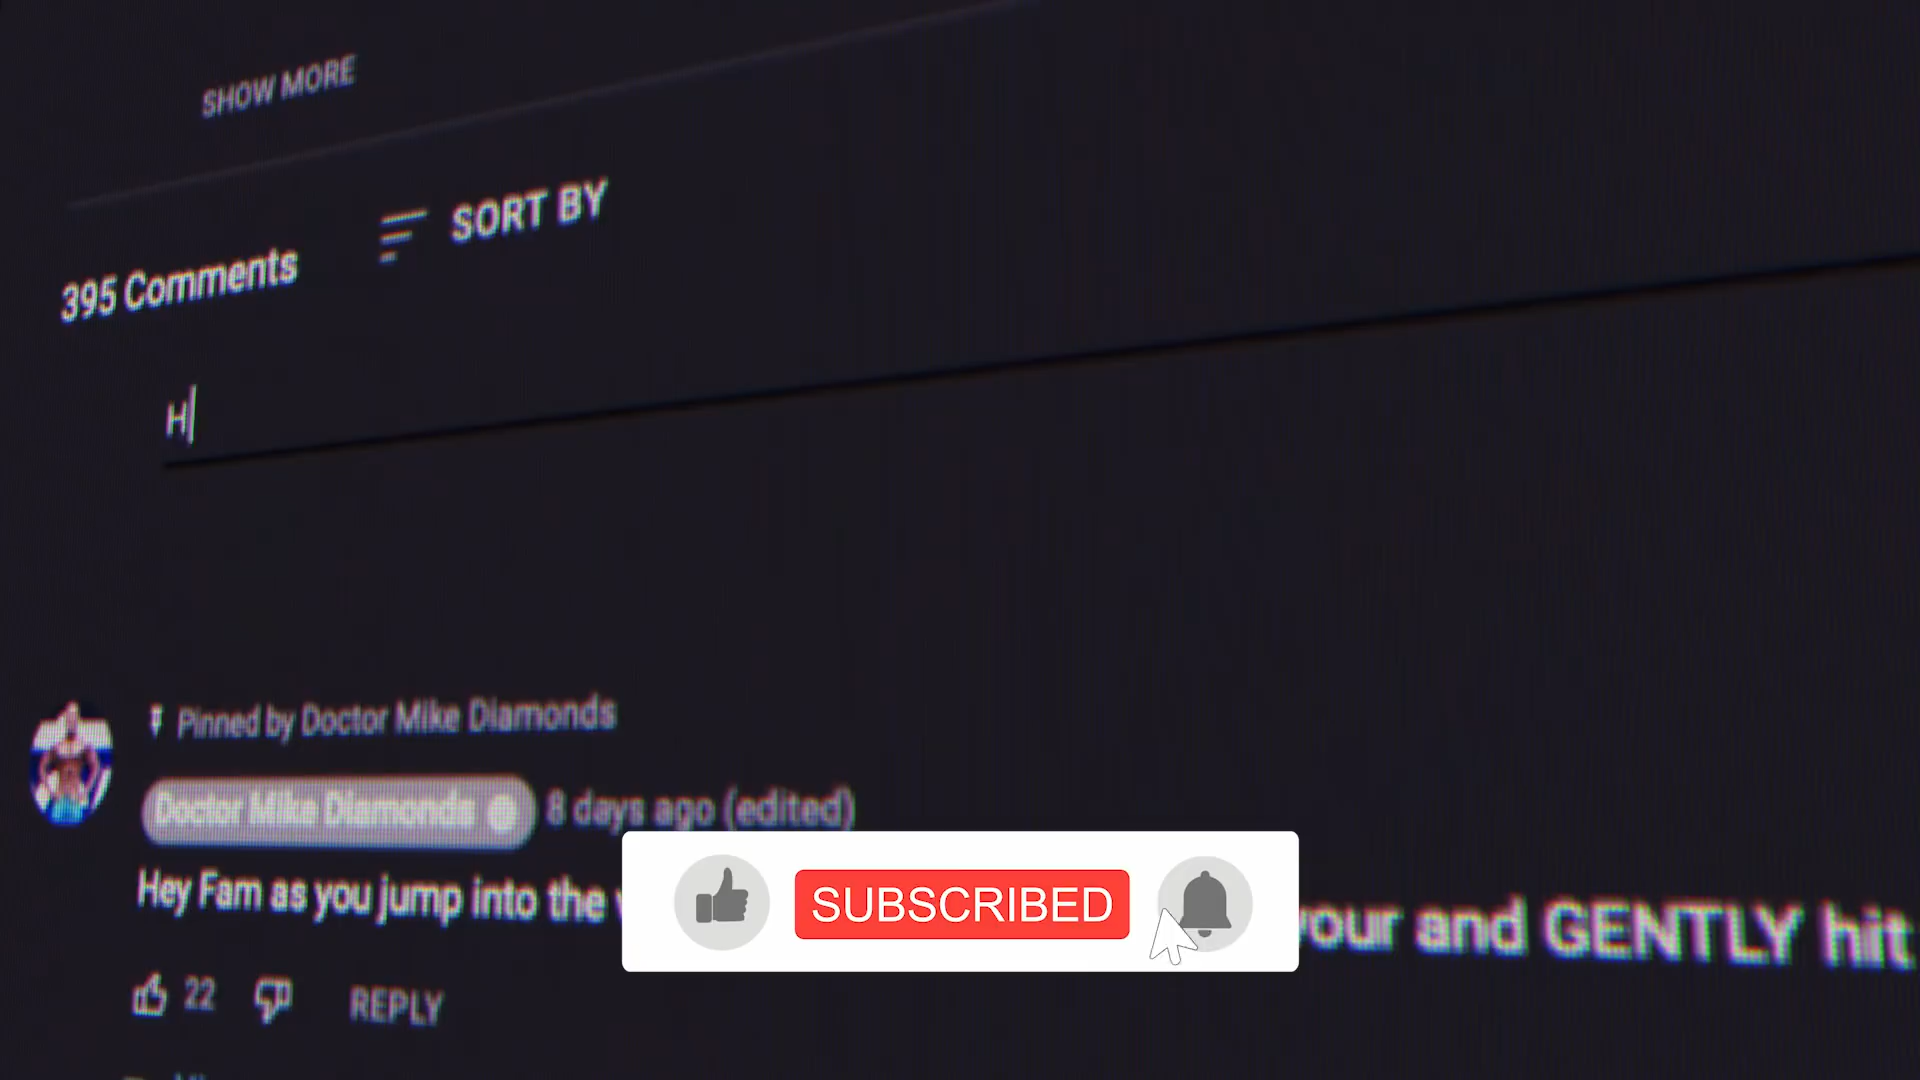 SHOW MORE
395 Comments
SORT BY
H
Pinned by Doctor Mike Diamonds
Doctor Mike Diamonds 8 days ago (edited)
Hey Fam as you jump into the your and GENTLY hit
SUBSCRIBED
22 REPLY